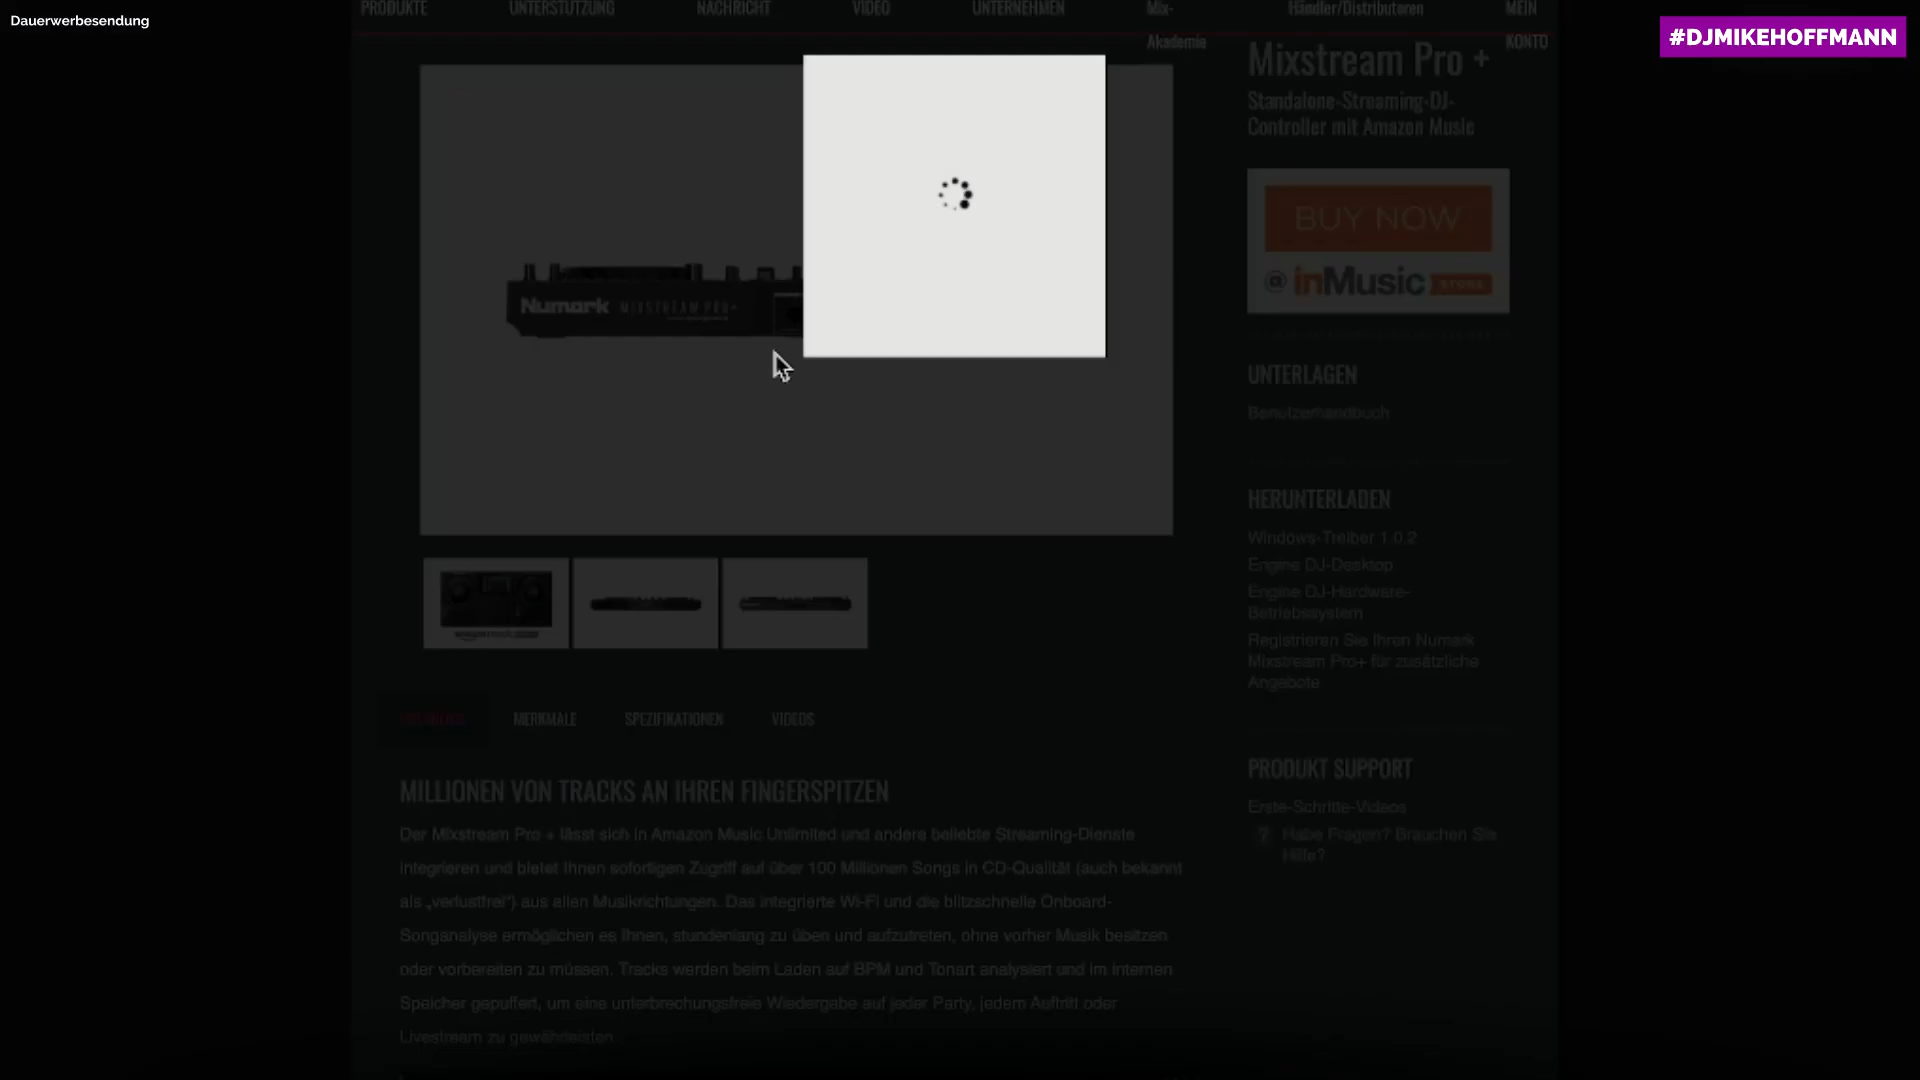 Dauerwerbesendung
#DJMIKEHOFFMANN
PRODUKTE UNTERSTÜTZUNG NACHRICHT VIDEO UNTERNEHMEN Mix-Akademie Händler/Distributoren MEIN KONTO
Mixstream Pro +
Standalone-Streaming-DJ-
Controller mit Amazon Music
BUY NOW
@ inMusic STORE
Numark MIXSTREAM PRO+
UNTERLAGEN
Benutzerhandbuch
HERUNTERLADEN
Windows-Treiber 1.0.2
Engine DJ-Desktop
Engine DJ-Hardware-
Betriebssystem
Registrieren Sie Ihren Numark
Mixstream Pro+ für zusätzliche
Angebote
MERKMALE SPEZIFIKATIONEN VIDEOS
PRODUKT SUPPORT
Erste-Schritte-Videos
? Habe Fragen? Brauchen Sie
Hilfe?
MILLIONEN VON TRACKS AN IHREN FINGERSPITZEN
Der Mixstream Pro + lässt sich in Amazon Music Unlimited und andere beliebte Streaming-Dienste
integrieren und bietet Ihnen sofortigen Zugriff auf über 100 Millionen Songs in CD-Qualität (auch bekannt
als „verlustfrei“) aus allen Musikrichtungen. Das integrierte Wi-Fi und die blitzschnelle Onboard-
Songanalyse ermöglichen es Ihnen, stundenlang zu üben und aufzutreten, ohne vorher Musik besitzen
oder vorbereiten zu müssen. Tracks werden beim Laden auf BPM und Tonart analysiert und im internen
Speicher gepuffert, um eine unterbrechungsfreie Wiedergabe auf jeder Party, jedem Auftritt oder
Livestream zu gewährleisten.